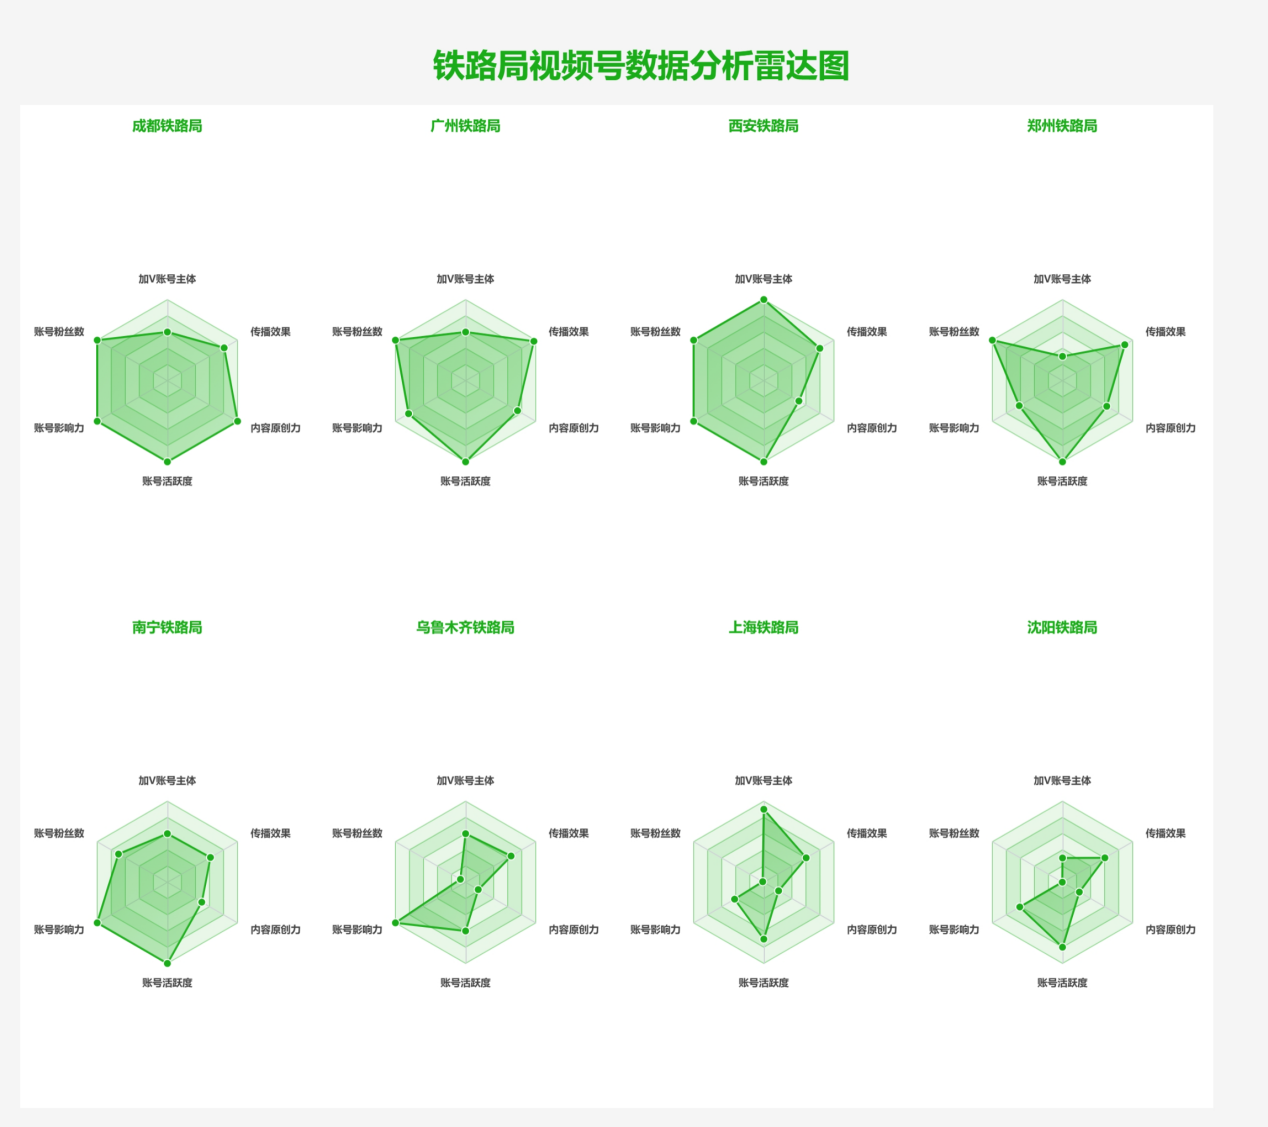 铁路局视频号数据分析雷达图
成都铁路局
加V账号主体
账号粉丝数
传播效果
账号影响力
内容原创力
账号活跃度
广州铁路局
加V账号主体
账号粉丝数
传播效果
账号影响力
内容原创力
账号活跃度
西安铁路局
加V账号主体
账号粉丝数
传播效果
账号影响力
内容原创力
账号活跃度
郑州铁路局
加V账号主体
账号粉丝数
传播效果
账号影响力
内容原创力
账号活跃度
南宁铁路局
加V账号主体
账号粉丝数
传播效果
账号影响力
内容原创力
账号活跃度
乌鲁木齐铁路局
加V账号主体
账号粉丝数
传播效果
账号影响力
内容原创力
账号活跃度
上海铁路局
加V账号主体
账号粉丝数
传播效果
账号影响力
内容原创力
账号活跃度
沈阳铁路局
加V账号主体
账号粉丝数
传播效果
账号影响力
内容原创力
账号活跃度